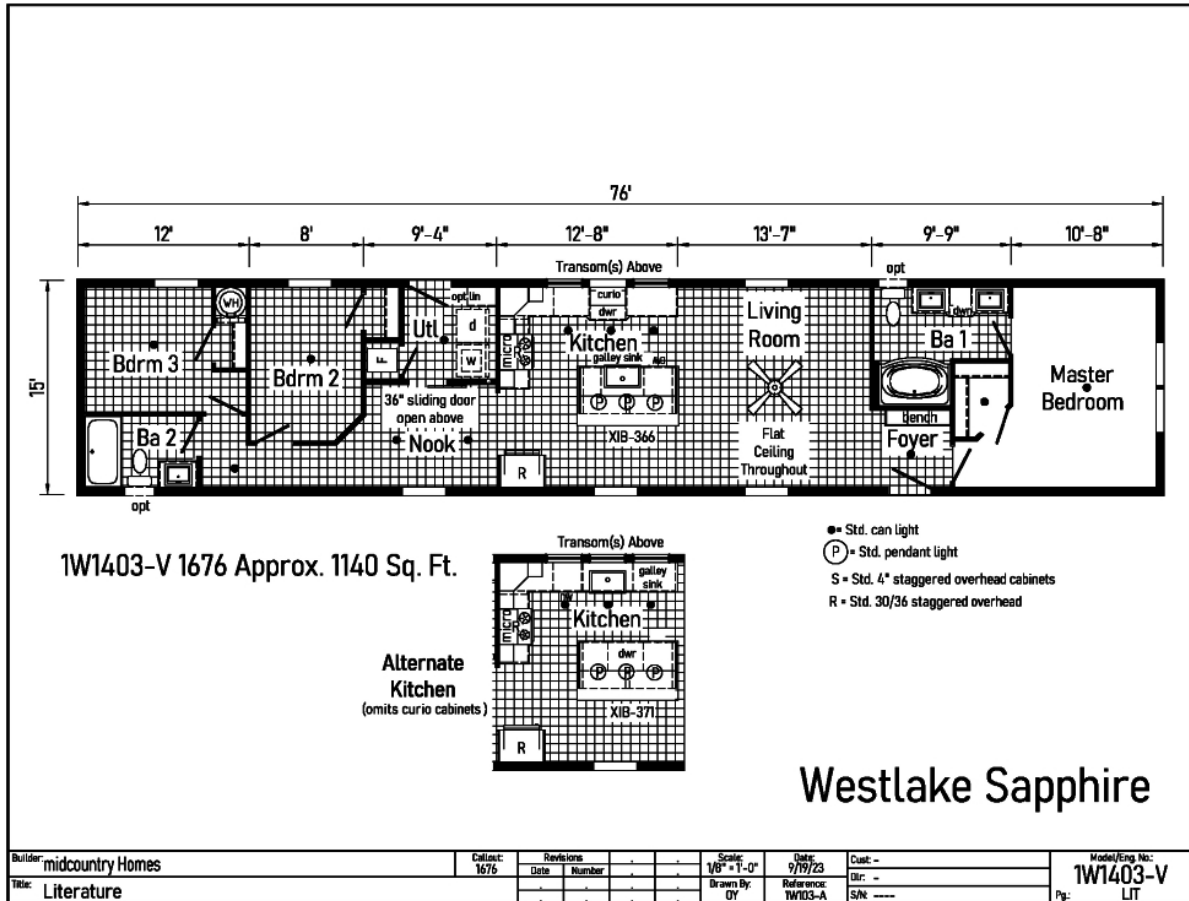 76'
12'
8'
9'-4"
12'-8"
13'-7"
9'-9"
10'-8"
15'
Transom(s) Above
opt
WH
opt lin
curio
dwr
dwr
Bdrm 3
Bdrm 2
F
Utl
d
w
micro
R
Kitchen
galley sink
Living
Room
Ba 1
Master
Bedroom
36" sliding door
open above
Nook
P P P
XIB-366
Flat
Ceiling
Throughout
bench
Foyer
Ba 2
R
opt
1W1403-V 1676 Approx. 1140 Sq. Ft.
Transom(s) Above
galley
sink
micro
R
Kitchen
dwr
P P P
XIB-371
R
Alternate
Kitchen
(omits curio cabinets)
= Std. can light
P = Std. pendant light
S = Std. 4" staggered overhead cabinets
R = Std. 30/36 staggered overhead
Westlake Sapphire
Builder: midcountry Homes
Title: Literature
Callout:
1676
Revisions
Date Number
Scale:
1/8" = 1'-0"
Date:
9/19/23
Drawn By:
OY
Reference:
1W103-A
Cust: -
Dlr: -
S/N: ----
Model/Eng. No.:
1W1403-V
Pg.: LIT